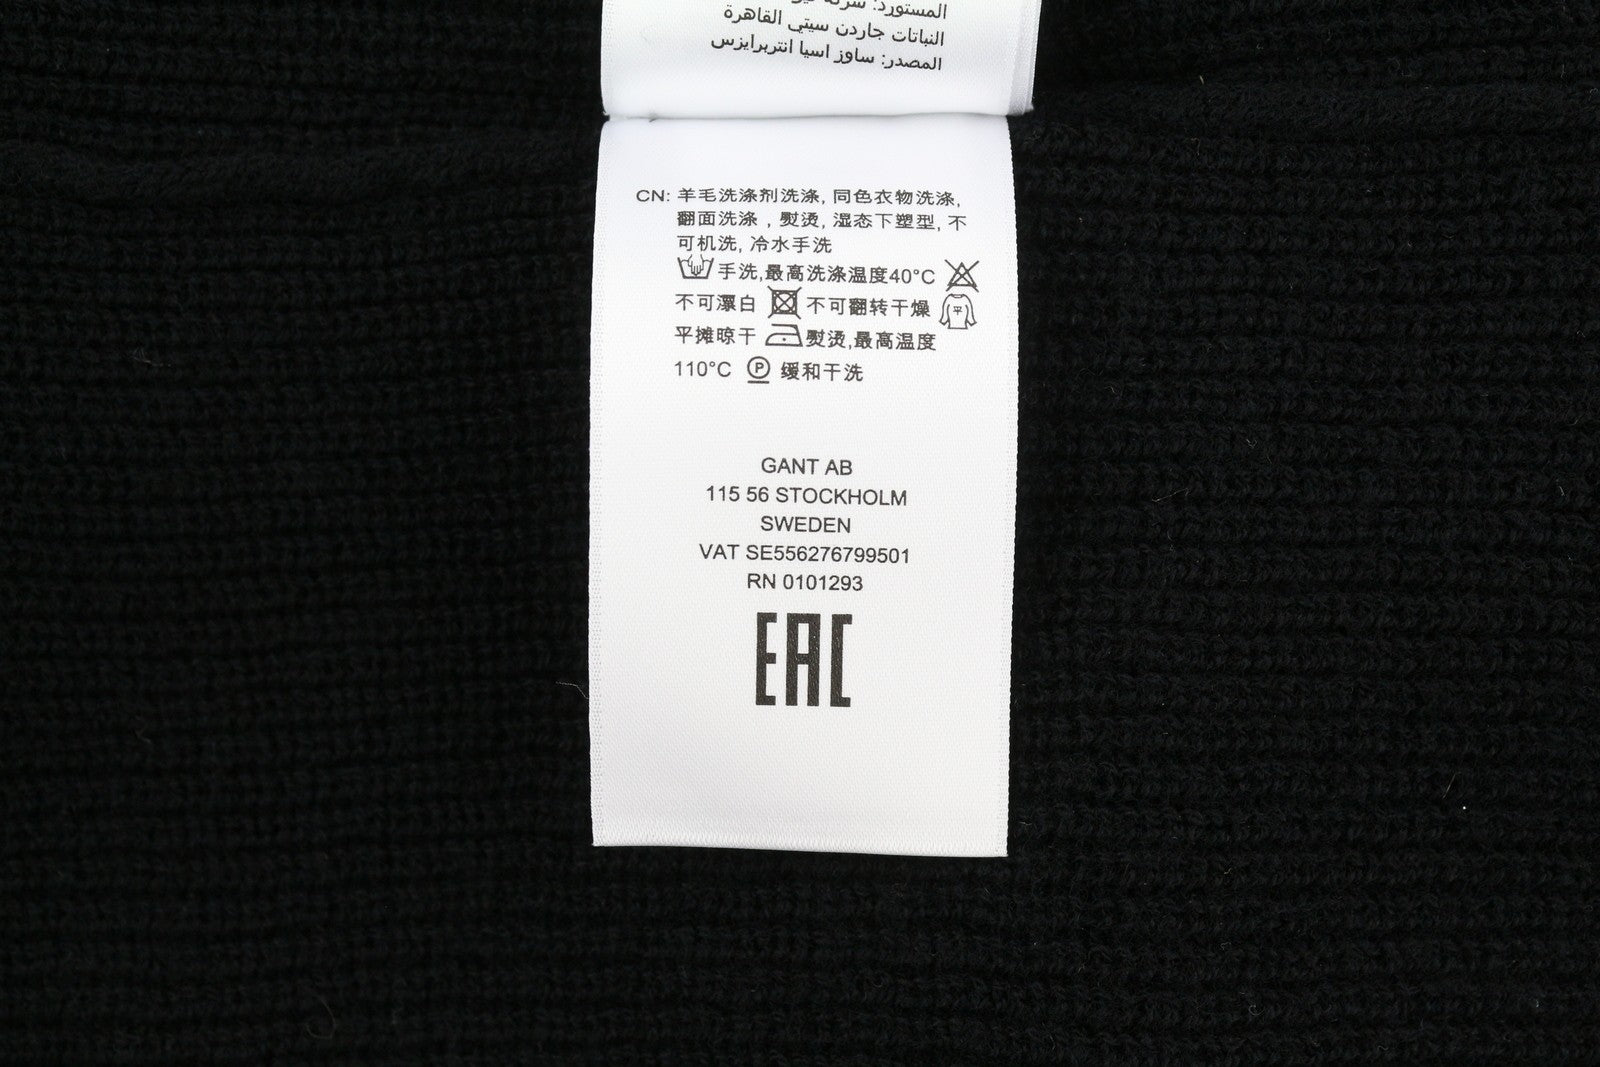 المستورد: شركة
النباتات جاردن سيتي القاهرة
المصدر: ساوز اسيا انتربرايزس
CN: 羊毛洗涤剂洗涤, 同色衣物洗涤,
翻面洗涤 , 熨烫, 湿态下塑型, 不
可机洗, 冷水手洗
手洗,最高洗涤温度40°C
不可漂白 不可翻转干燥 平
平摊晾干 熨烫,最高温度
110°C P 缓和干洗
GANT AB
115 56 STOCKHOLM
SWEDEN
VAT SE556276799501
RN 0101293
EAC